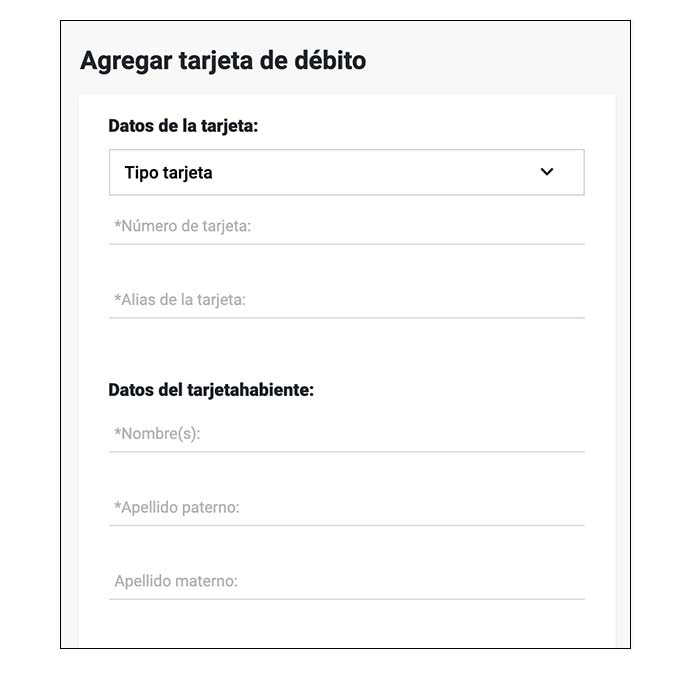 Agregar tarjeta de débito
Datos de la tarjeta:
Tipo tarjeta
*Número de tarjeta:
*Alias de la tarjeta:
Datos del tarjetahabiente:
*Nombre(s):
*Apellido paterno:
Apellido materno: